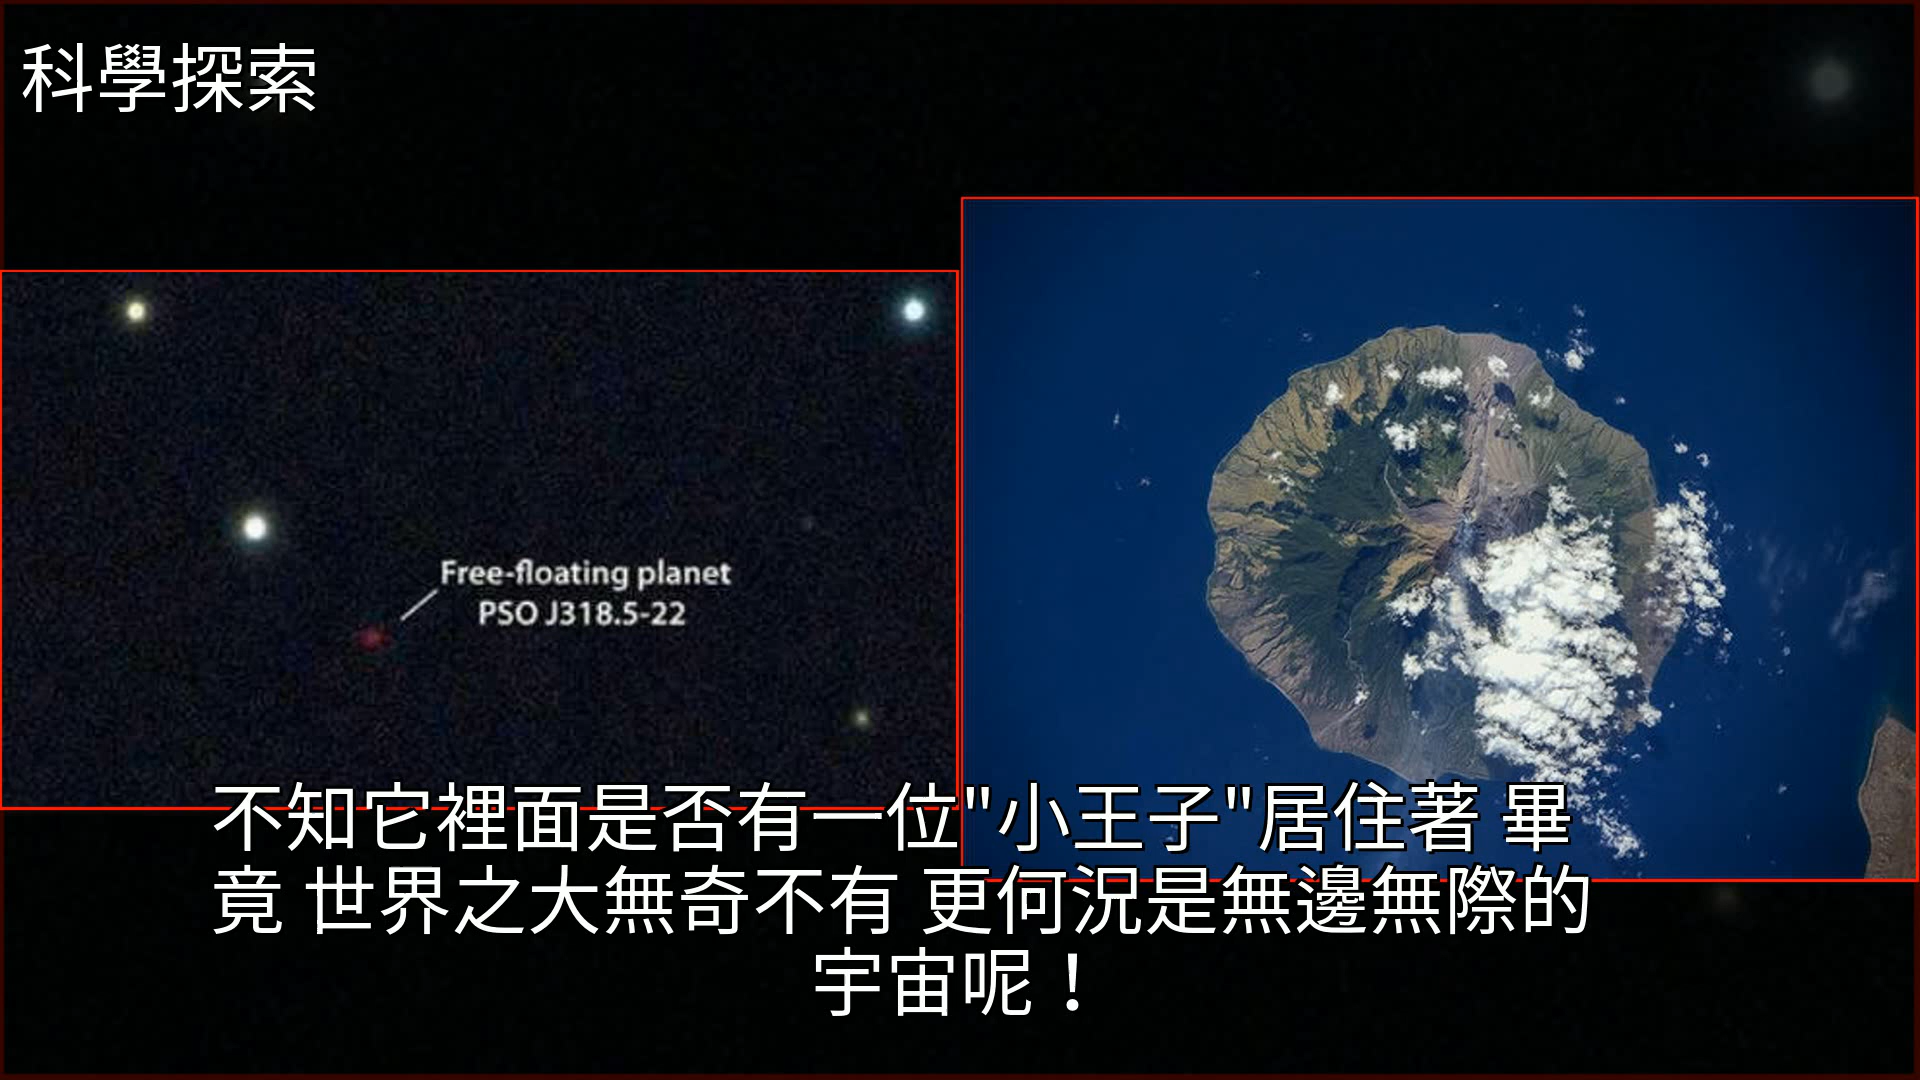 科學探索
Free-floating planet
PSO J318.5-22
不知它裡面是否有一位"小王子"居住著 畢
竟 世界之大無奇不有 更何況是無邊無際的
宇宙呢！